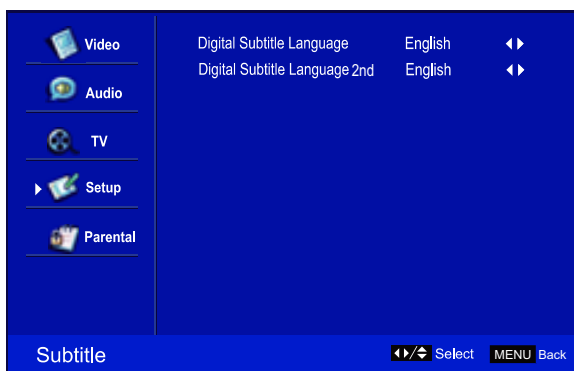 Video
Audio
TV
Setup
Parental
Digital Subtitle Language English
Digital Subtitle Language 2nd English
Subtitle
Select MENU Back